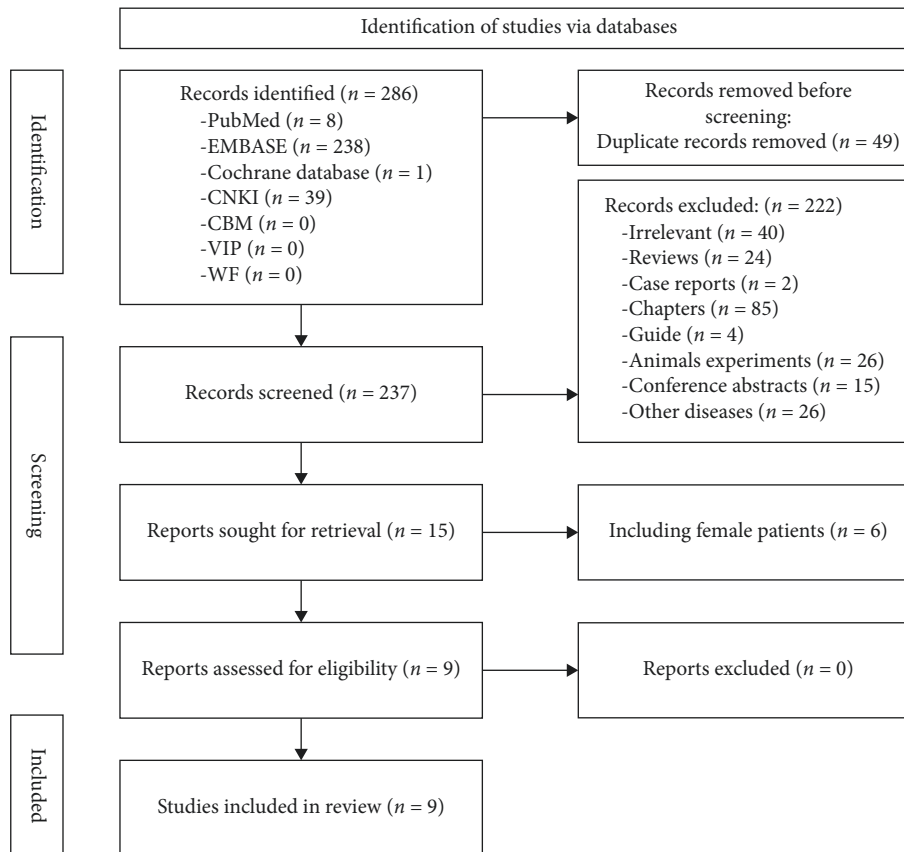 Identification of studies via databases
Identification
Records identified (n = 286)
-PubMed (n = 8)
-EMBASE (n = 238)
-Cochrane database (n = 1)
-CNKI (n = 39)
-CBM (n = 0)
-VIP (n = 0)
-WF (n = 0)
Records removed before
screening:
Duplicate records removed (n = 49)
Records excluded: (n = 222)
-Irrelevant (n = 40)
-Reviews (n = 24)
-Case reports (n = 2)
-Chapters (n = 85)
-Guide (n = 4)
-Animals experiments (n = 26)
-Conference abstracts (n = 15)
-Other diseases (n = 26)
Screening
Records screened (n = 237)
Reports sought for retrieval (n = 15)
Including female patients (n = 6)
Reports assessed for eligibility (n = 9)
Reports excluded (n = 0)
Included
Studies included in review (n = 9)